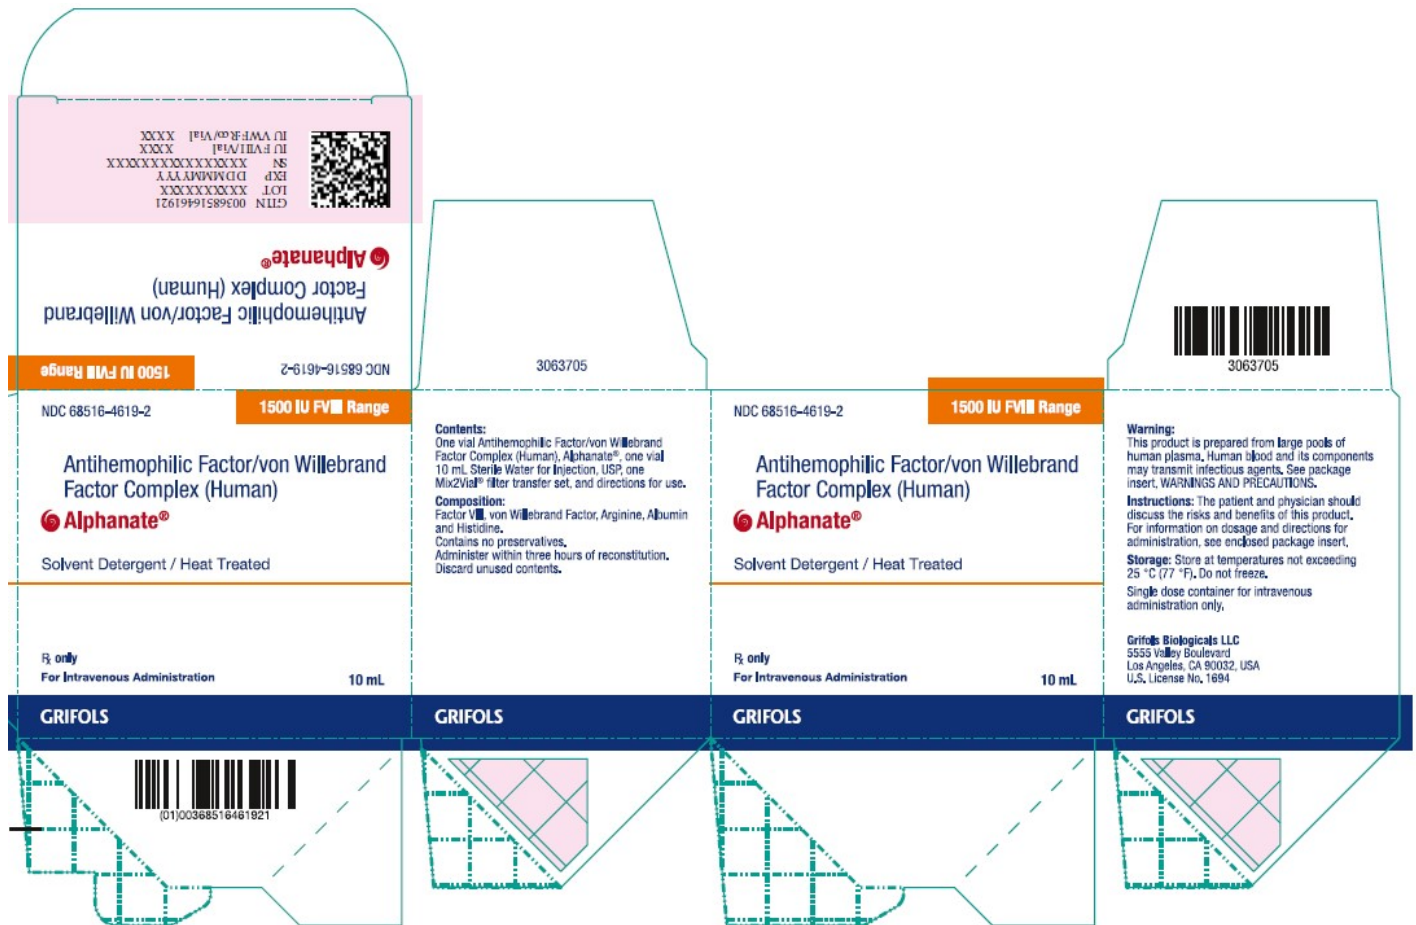 GTIN 00368516461921
LOT XXXXXXXXXX
EXP DDMMMYYYY
SN XXXXXXXXXXXXXXXX
IU FVIII/Vial XXXX
IU VWF:RCo/Vial XXXX
Alphanate®
Antihemophilic Factor/von Willebrand
Factor Complex (Human)
NDC 68516-4619-2
1500 IU FVIII Range
NDC 68516-4619-2
1500 IU FVIII Range
Antihemophilic Factor/von Willebrand
Factor Complex (Human)
Alphanate®
Solvent Detergent / Heat Treated
Rx only
For Intravenous Administration
10 mL
GRIFOLS
(01)00368516461921
3063705
Contents:
One vial Antihemophilic Factor/von Willebrand
Factor Complex (Human), Alphanate®, one vial
10 mL Sterile Water for Injection, USP, one
Mix2Vial® filter transfer set, and directions for use.
Composition:
Factor VIII, von Willebrand Factor, Arginine, Albumin
and Histidine.
Contains no preservatives.
Administer within three hours of reconstitution.
Discard unused contents.
GRIFOLS
NDC 68516-4619-2
1500 IU FVIII Range
Antihemophilic Factor/von Willebrand
Factor Complex (Human)
Alphanate®
Solvent Detergent / Heat Treated
Rx only
For Intravenous Administration
10 mL
GRIFOLS
3063705
Warning:
This product is prepared from large pools of
human plasma. Human blood and its components
may transmit infectious agents. See package
insert, WARNINGS AND PRECAUTIONS.
Instructions: The patient and physician should
discuss the risks and benefits of this product.
For information on dosage and directions for
administration, see enclosed package insert.
Storage: Store at temperatures not exceeding
25 °C (77 °F). Do not freeze.
Single dose container for intravenous
administration only.
Grifols Biologicals LLC
5555 Valley Boulevard
Los Angeles, CA 90032, USA
U.S. License No. 1694
GRIFOLS